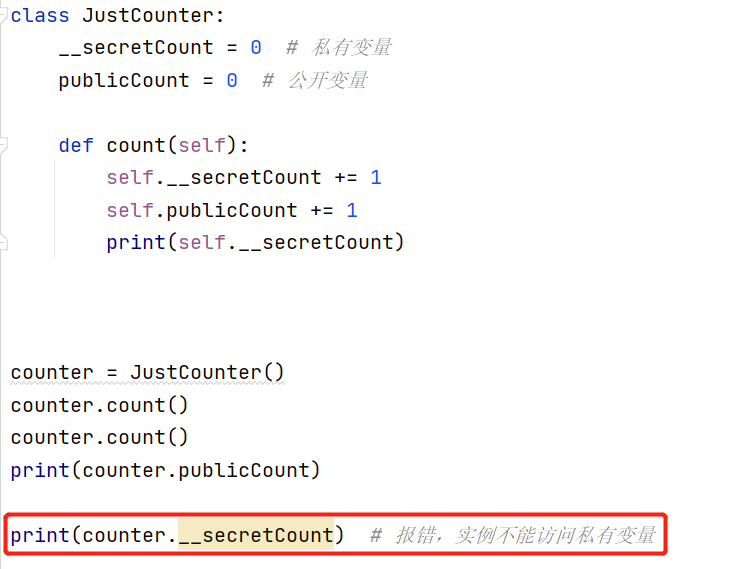 class JustCounter:
    __secretCount = 0  # 私有变量
    publicCount = 0  # 公开变量
    def count(self):
        self.__secretCount += 1
        self.publicCount += 1
        print(self.__secretCount)
counter = JustCounter()
counter.count()
counter.count()
print(counter.publicCount)
print(counter.__secretCount)  # 报错，实例不能访问私有变量